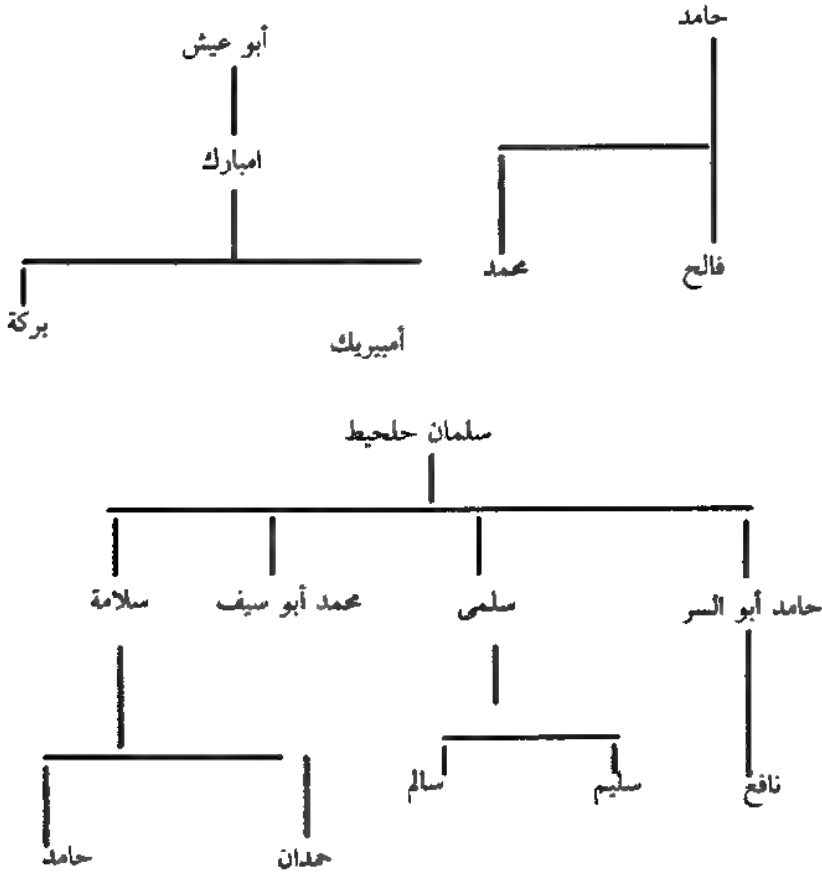 حامد
أبو عيش
امبارك
فالح
محمد
بركة
أمبيريك
سلمان حلحيط
حامد أبو السر
سلمى
محمد أبو سيف
سلامة
نافع
سليم
سالم
حمدان
حامد